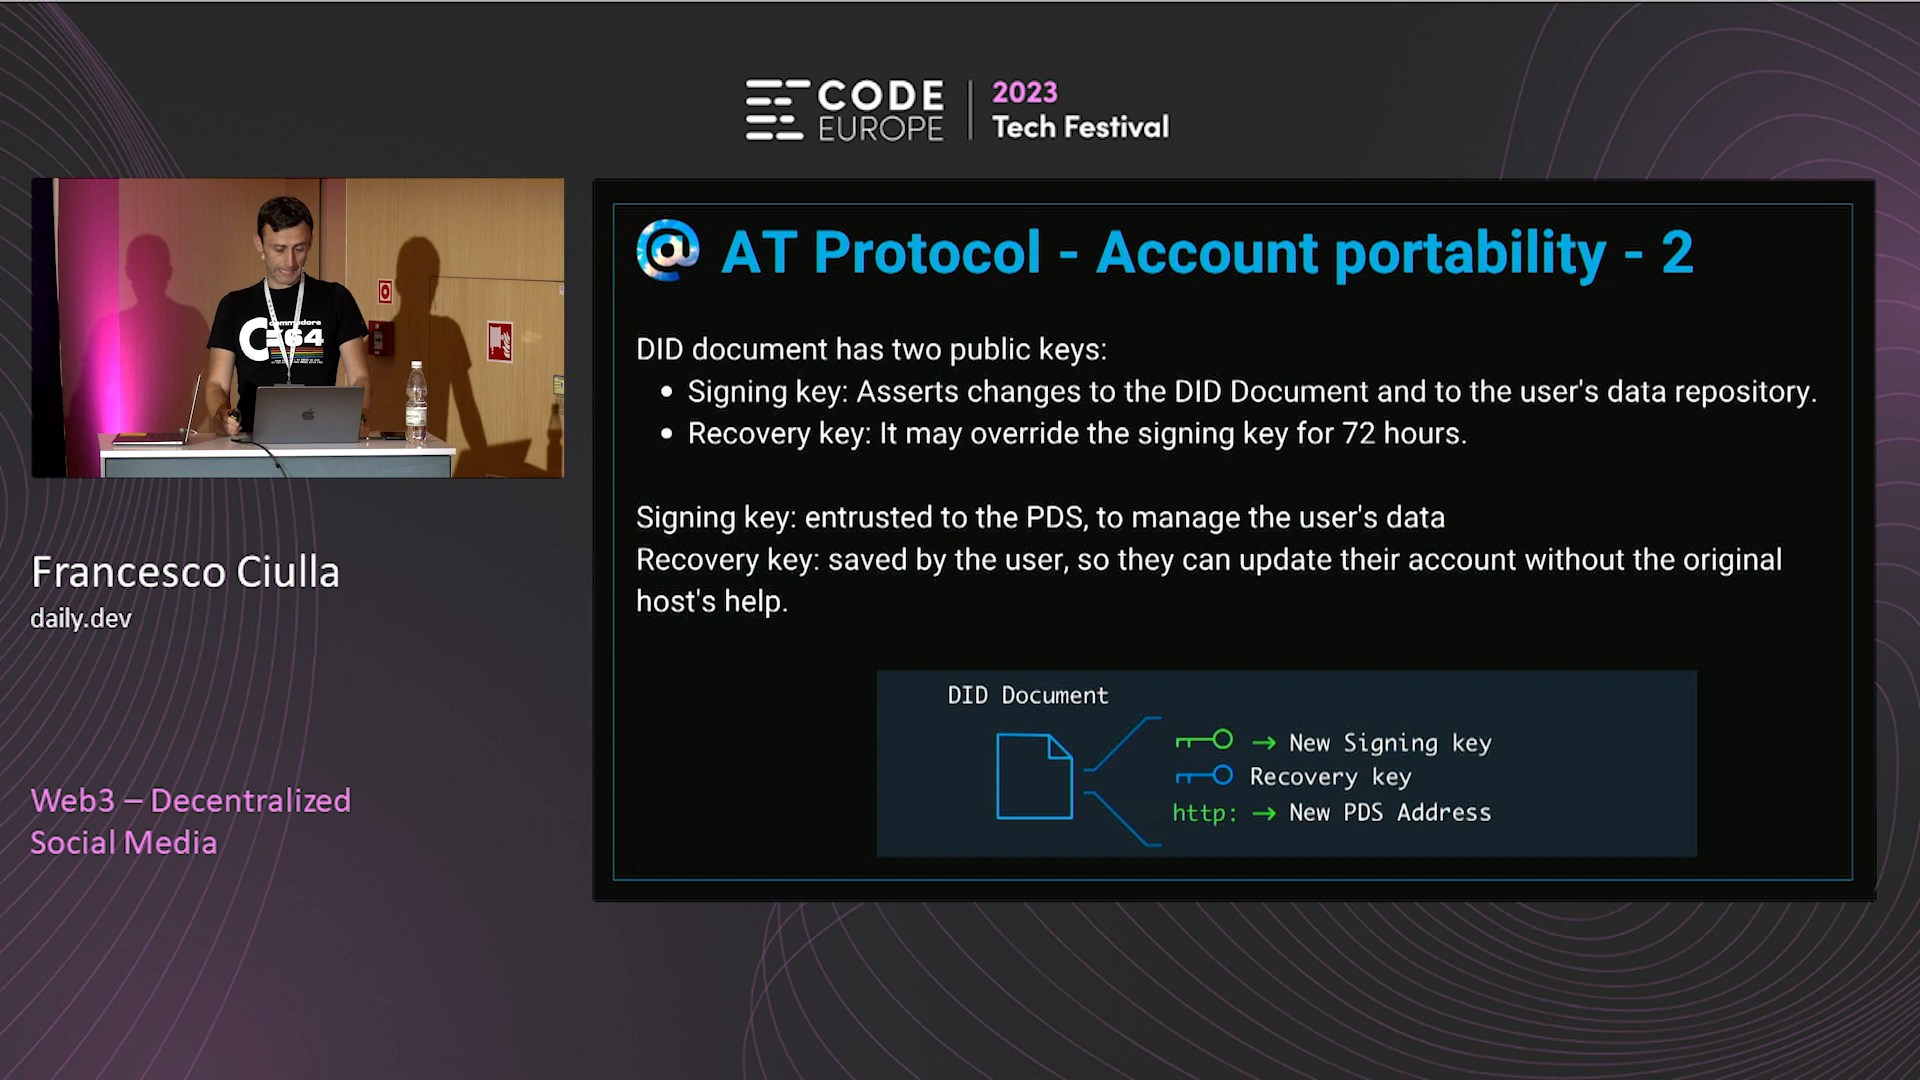 CODE
EUROPE
2023
Tech Festival
commodore
C=64
Francesco Ciulla
daily.dev
Web3 – Decentralized
Social Media
@ AT Protocol - Account portability - 2
DID document has two public keys:
• Signing key: Asserts changes to the DID Document and to the user's data repository.
• Recovery key: It may override the signing key for 72 hours.
Signing key: entrusted to the PDS, to manage the user's data
Recovery key: saved by the user, so they can update their account without the original
host's help.
DID Document
→ New Signing key
Recovery key
http: → New PDS Address